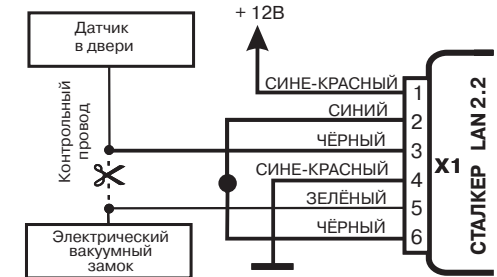 Датчик
в двери
+ 12В
Контрольный
провод
СИНЕ-КРАСНЫЙ 1
СИНИЙ 2
ЧЁРНЫЙ 3
СИНЕ-КРАСНЫЙ 4
ЗЕЛЁНЫЙ 5
ЧЁРНЫЙ 6
X1
СТАЛКЕР LAN 2.2
Электрический
вакуумный
замок